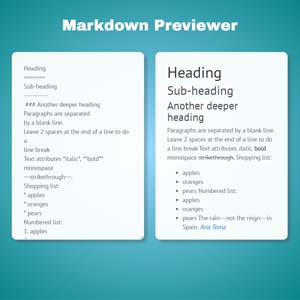 Markdown Previewer
Heading
=======
Sub-heading
-----------
### Another deeper heading
Paragraphs are separated
by a blank line.
Leave 2 spaces at the end of a line to do
a
line break
Text attributes *italic*, **bold**
monospace
~~strikethrough~~.
Shopping list:
* apples
* oranges
* pears
Numbered list:
1. apples
Heading
Sub-heading
Another deeper
heading
Paragraphs are separated by a blank line.
Leave 2 spaces at the end of a line to do
a line break Text attributes italic, bold
monospace strikethrough. Shopping list:
• apples
• oranges
• pears Numbered list:
• apples
• oranges
• pears The rain—not the reign—in
Spain. Ana Toma